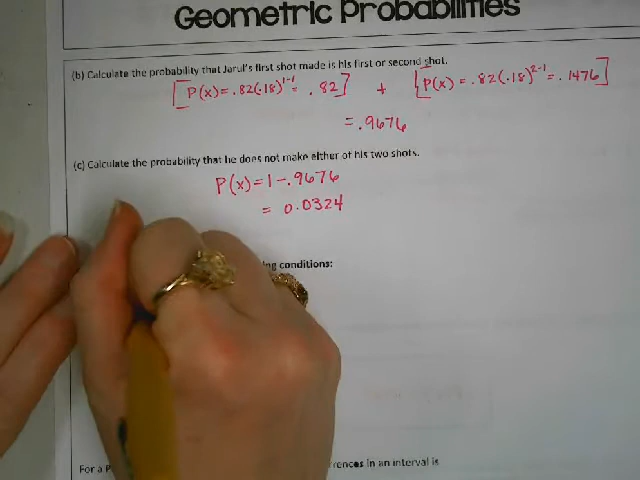 Geometric Probabilities
(b) Calculate the probability that Jarul's first shot made is his first or second shot.
[P(x) = .82(.18)¹⁻¹ = .82] + [P(x) = .82(.18)²⁻¹ = .1476]
= .9676
(c) Calculate the probability that he does not make either of his two shots.
P(x) = 1 - .9676
= 0.0324
conditions:
For a
in an interval is